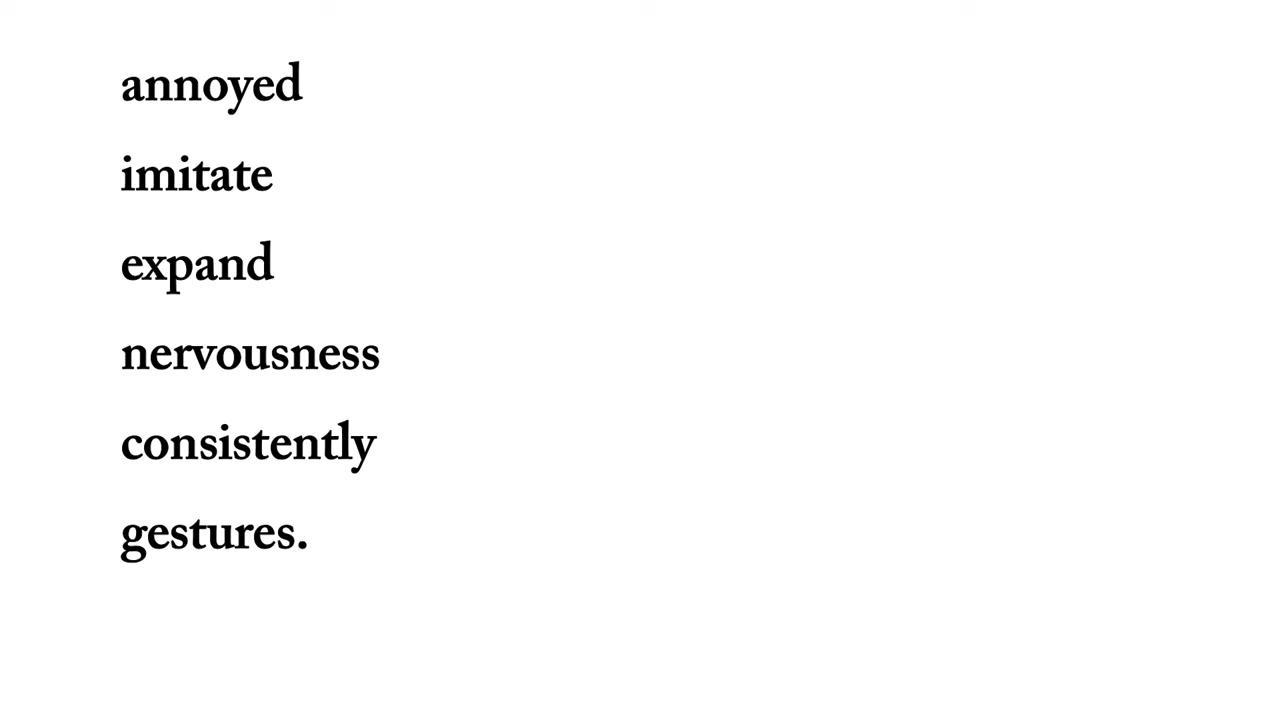 annoyed
imitate
expand
nervousness
consistently
gestures.